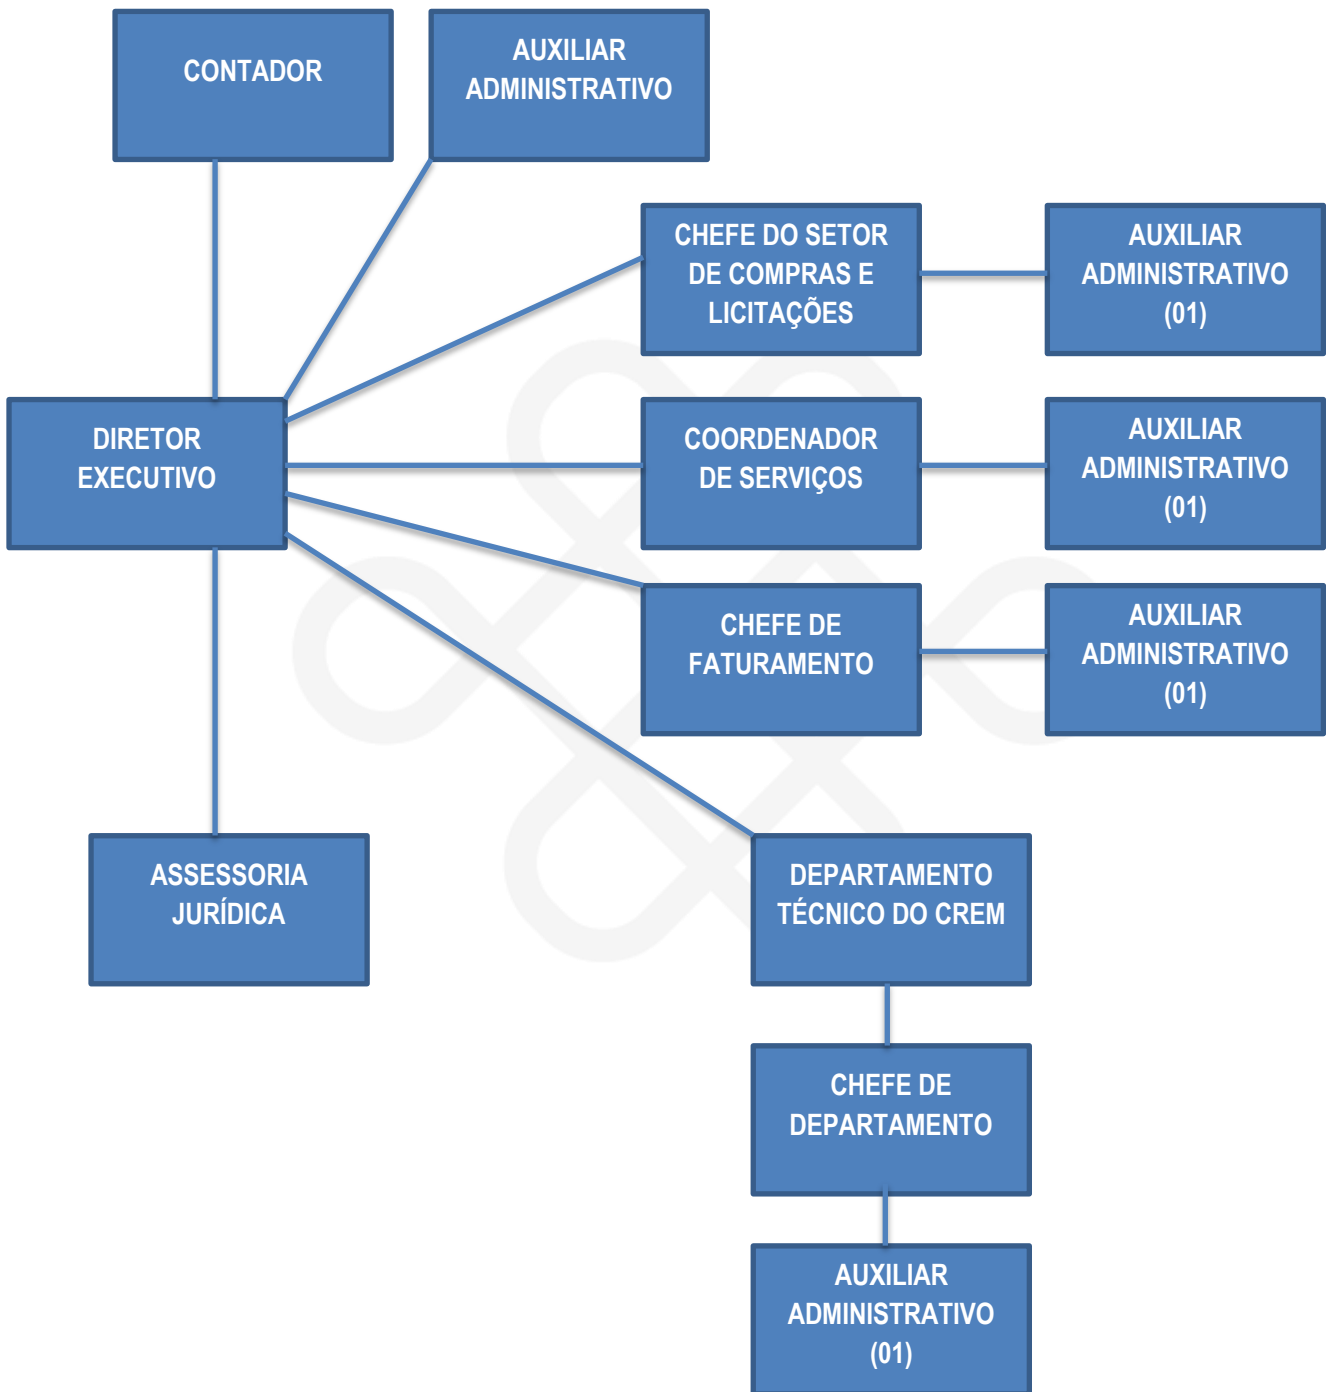 CONTADOR
AUXILIAR
ADMINISTRATIVO
CHEFE DO SETOR
DE COMPRAS E
LICITAÇÕES
AUXILIAR
ADMINISTRATIVO
(01)
DIRETOR
EXECUTIVO
COORDENADOR
DE SERVIÇOS
AUXILIAR
ADMINISTRATIVO
(01)
CHEFE DE
FATURAMENTO
AUXILIAR
ADMINISTRATIVO
(01)
ASSESSORIA
JURÍDICA
DEPARTAMENTO
TÉCNICO DO CREM
CHEFE DE
DEPARTAMENTO
AUXILIAR
ADMINISTRATIVO
(01)